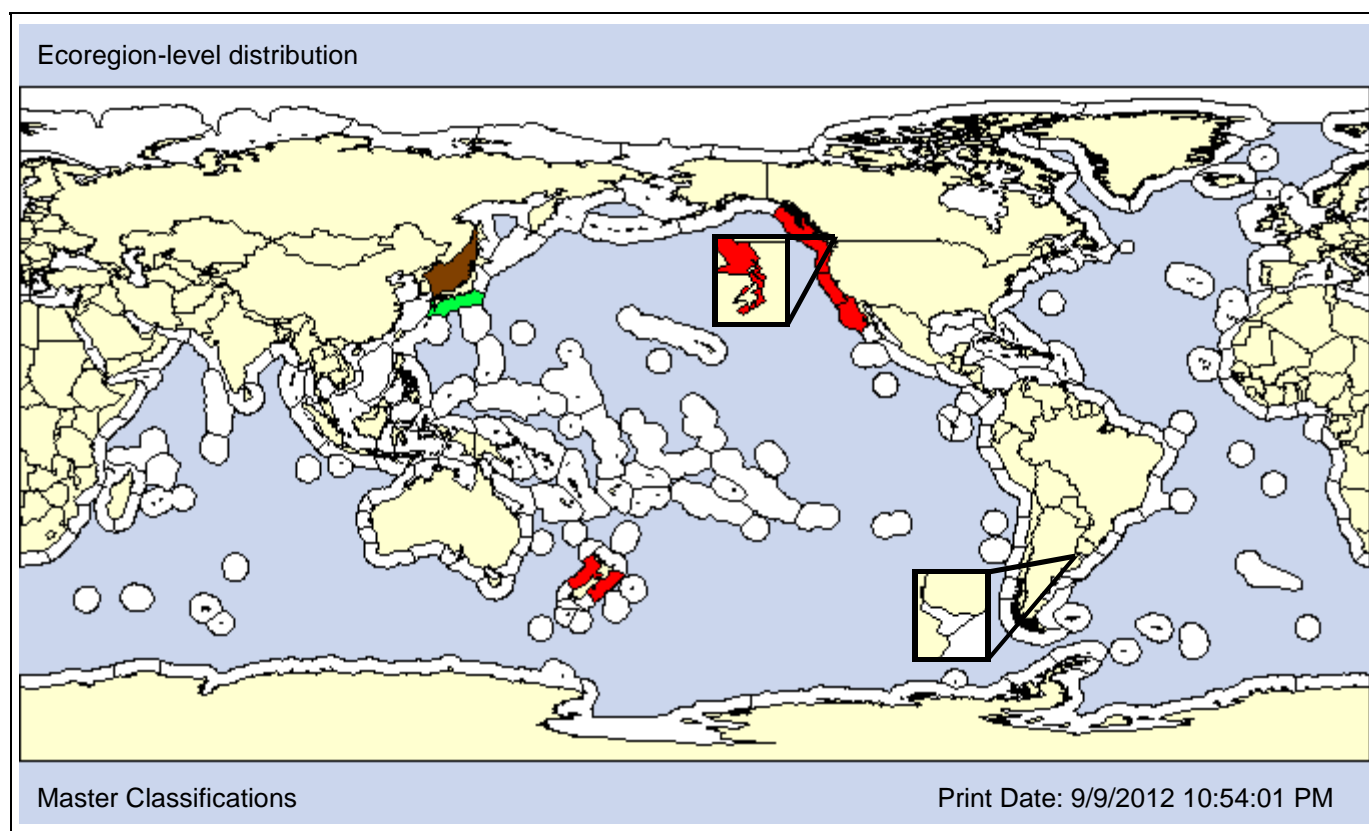 Ecoregion-level distribution
Master Classifications
Print Date: 9/9/2012 10:54:01 PM